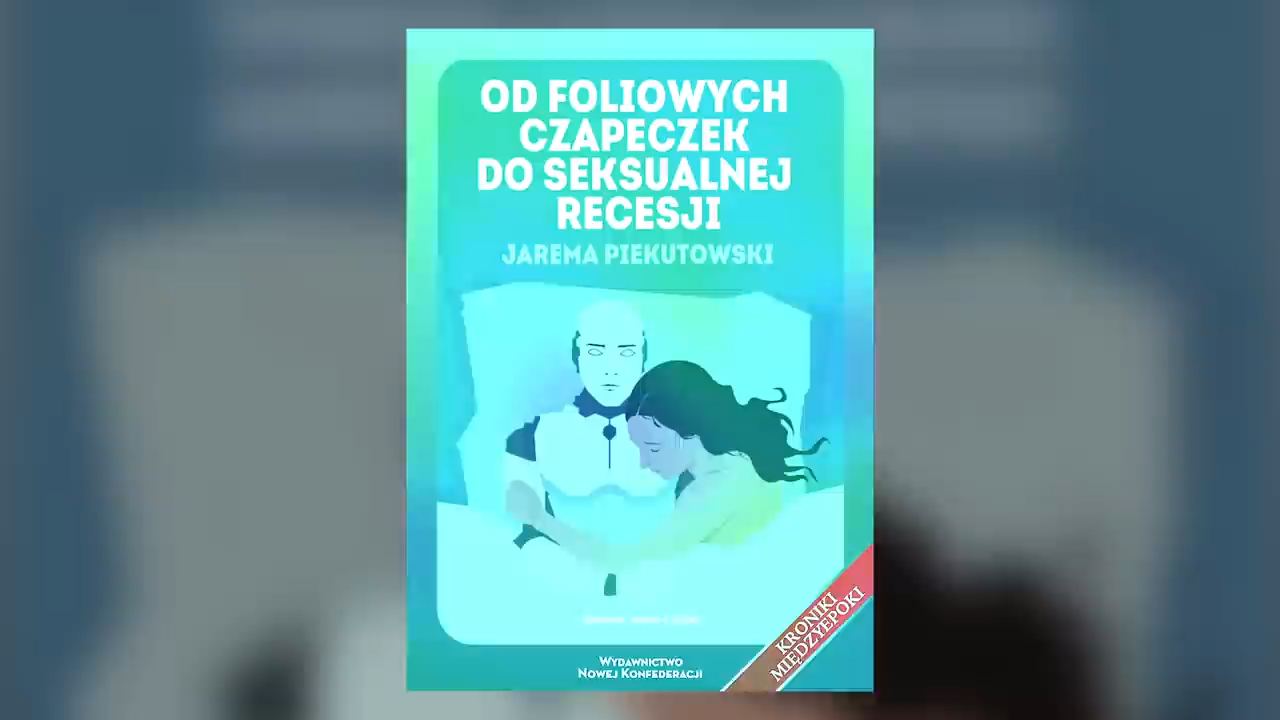 OD FOLIOWYCH
CZAPECZEK
DO SEKSUALNEJ
RECESJI
JAREMA PIEKUTOWSKI
KRONIKI
MIĘDZYEPOKI
WYDAWNICTWO
NOWEJ KONFEDERACJI